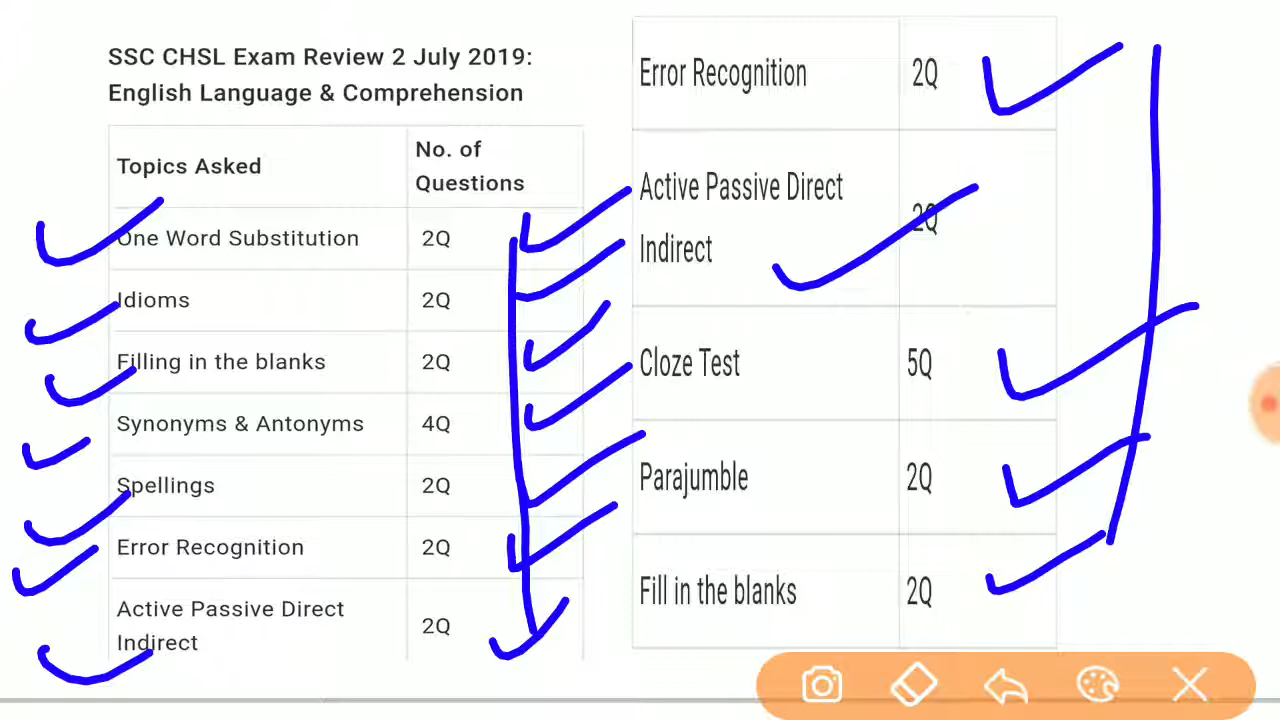 SSC CHSL Exam Review 2 July 2019:
English Language & Comprehension
Topics Asked
No. of
Questions
One Word Substitution 2Q
Idioms 2Q
Filling in the blanks 2Q
Synonyms & Antonyms 4Q
Spellings 2Q
Error Recognition 2Q
Active Passive Direct
Indirect
2Q
Error Recognition 2Q
Active Passive Direct
Indirect
2Q
Cloze Test 5Q
Parajumble 2Q
Fill in the blanks 2Q